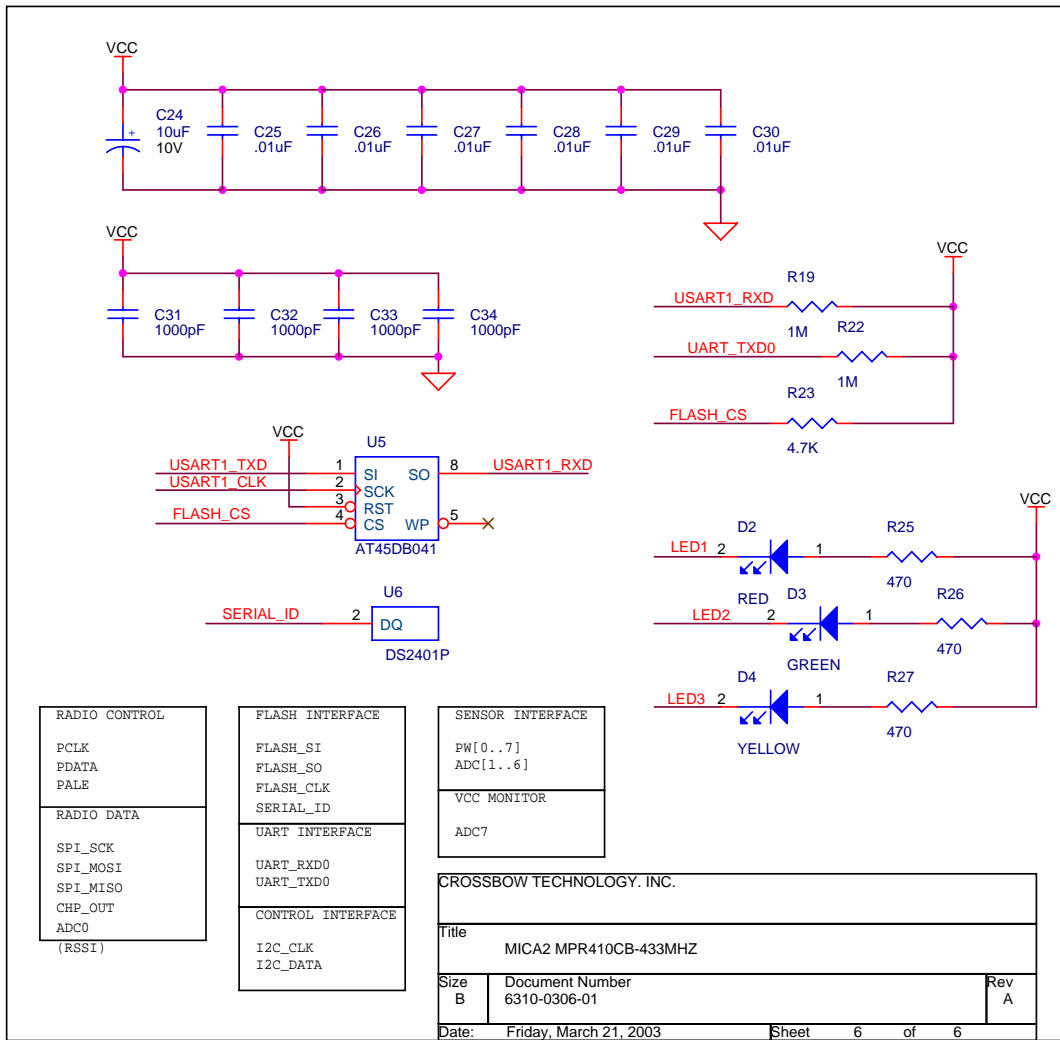 VCC
C24
10uF
10V
+
C25
.01uF
C26
.01uF
C27
.01uF
C28
.01uF
C29
.01uF
C30
.01uF
VCC
C31
1000pF
C32
1000pF
C33
1000pF
C34
1000pF
VCC
R19
USART1_RXD
1M
R22
UART_TXD0
1M
R23
FLASH_CS
4.7K
VCC
U5
USART1_TXD 1 SI SO 8 USART1_RXD
USART1_CLK 2 SCK
3 RST
FLASH_CS 4 CS WP 5
AT45DB041
U6
SERIAL_ID 2 DQ
DS2401P
VCC
D2 R25
LED1 2 1
RED 470
D3 R26
LED2 2 1
GREEN 470
D4 R27
LED3 2 1
YELLOW 470
RADIO CONTROL
PCLK
PDATA
PALE
RADIO DATA
SPI_SCK
SPI_MOSI
SPI_MISO
CHP_OUT
ADC0
(RSSI)
FLASH INTERFACE
FLASH_SI
FLASH_SO
FLASH_CLK
SERIAL_ID
UART INTERFACE
UART_RXD0
UART_TXD0
CONTROL INTERFACE
I2C_CLK
I2C_DATA
SENSOR INTERFACE
PW[0..7]
ADC[1..6]
VCC MONITOR
ADC7
CROSSBOW TECHNOLOGY. INC.
Title
MICA2 MPR410CB-433MHZ
Size Document Number Rev
B 6310-0306-01 A
Date: Friday, March 21, 2003 Sheet 6 of 6